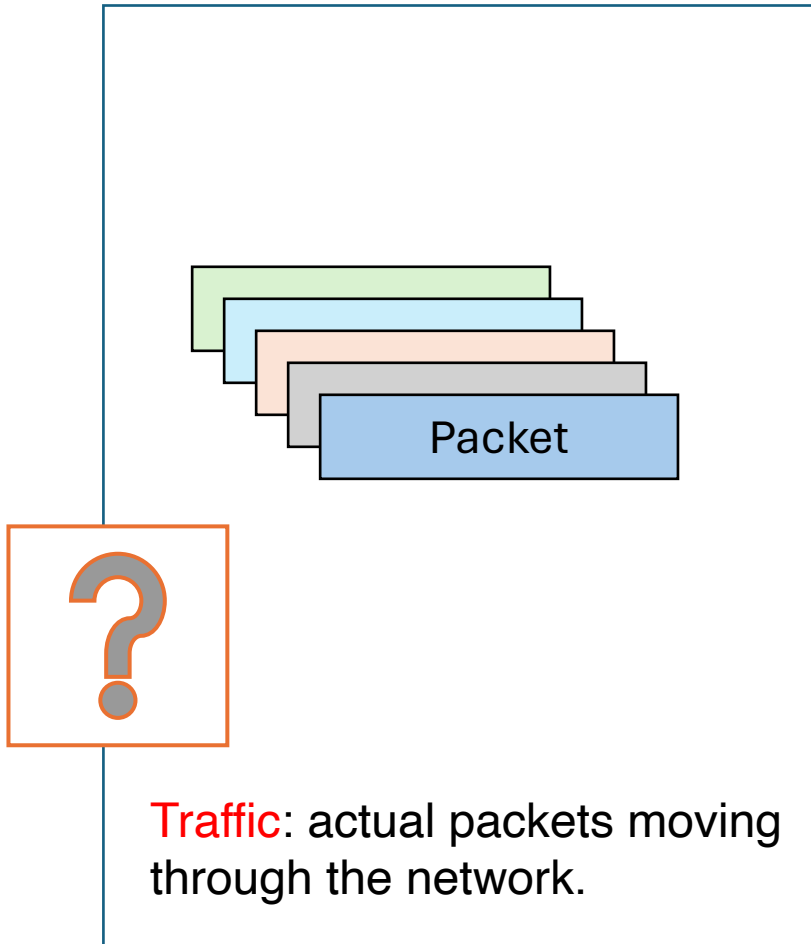 Packet
?
Traffic: actual packets moving
through the network.